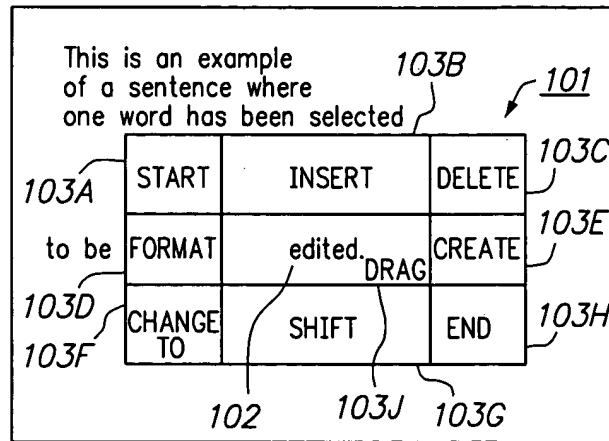 This is an example
of a sentence where
one word has been selected
103B
101
103A
START
INSERT
DELETE
103C
to be
FORMAT
edited.
DRAG
CREATE
103E
103D
103F
CHANGE
TO
SHIFT
END
103H
102
103J
103G